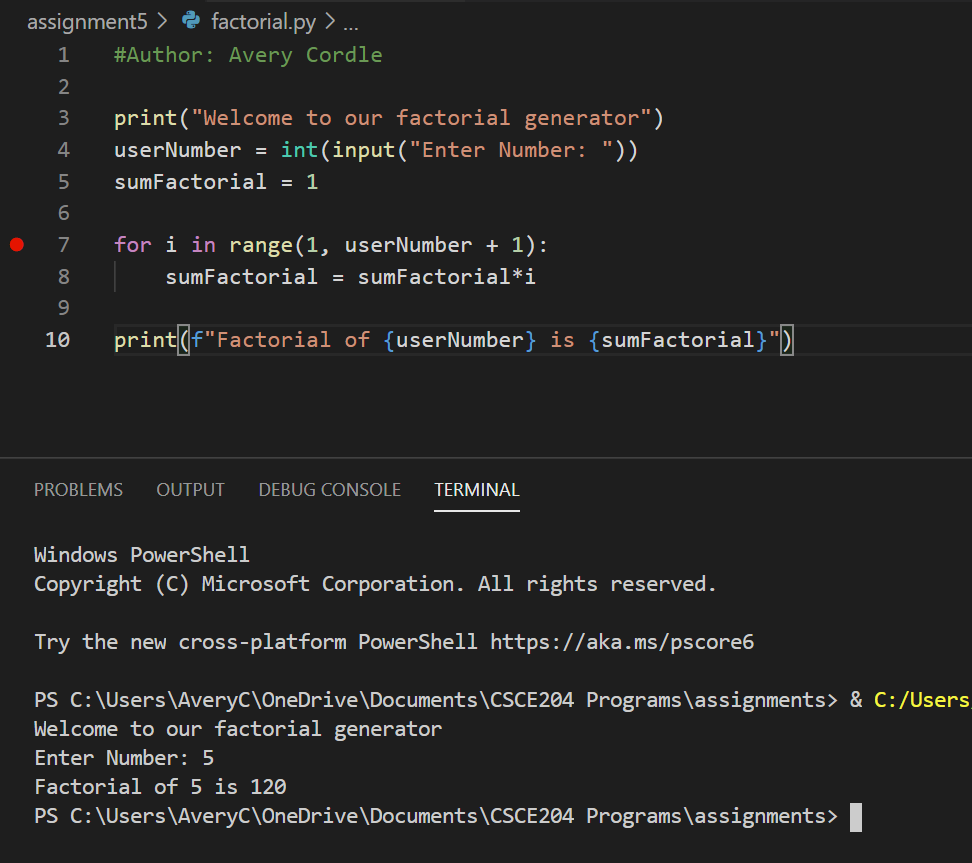 assignment5 > factorial.py > ...
1 #Author: Avery Cordle
2
3 print("Welcome to our factorial generator")
4 userNumber = int(input("Enter Number: "))
5 sumFactorial = 1
6
7 for i in range(1, userNumber + 1):
8     sumFactorial = sumFactorial*i
9
10 print(f"Factorial of {userNumber} is {sumFactorial}")
PROBLEMS OUTPUT DEBUG CONSOLE TERMINAL
Windows PowerShell
Copyright (C) Microsoft Corporation. All rights reserved.
Try the new cross-platform PowerShell https://aka.ms/pscore6
PS C:\Users\AveryC\OneDrive\Documents\CSCE204 Programs\assignments> & C:/Users/
Welcome to our factorial generator
Enter Number: 5
Factorial of 5 is 120
PS C:\Users\AveryC\OneDrive\Documents\CSCE204 Programs\assignments>